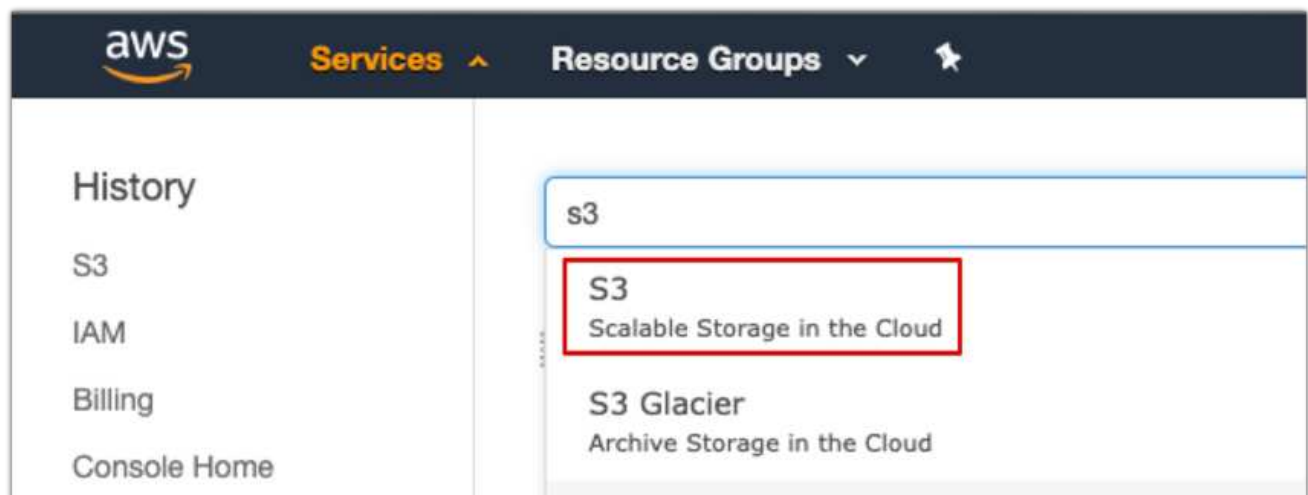 aws Services Resource Groups
History
S3
IAM
Billing
Console Home
s3
S3
Scalable Storage in the Cloud
S3 Glacier
Archive Storage in the Cloud